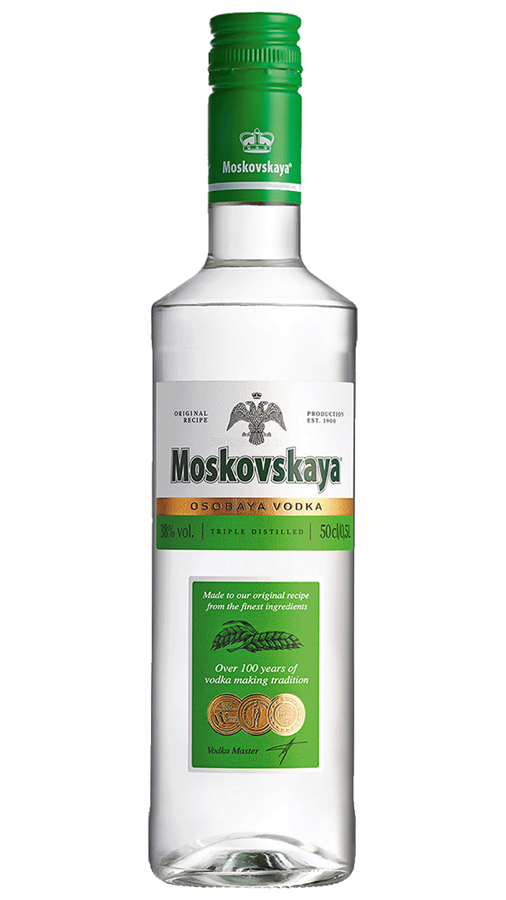 Moskovskaya®
ORIGINAL RECIPE
PRODUCTION EST. 1900
Moskovskaya®
OSOBAYA VODKA
38% vol. | TRIPLE DISTILLED | 50cl/0,5L
Made to our original recipe
from the finest ingredients
Over 100 years of
vodka making tradition
Vodka Master